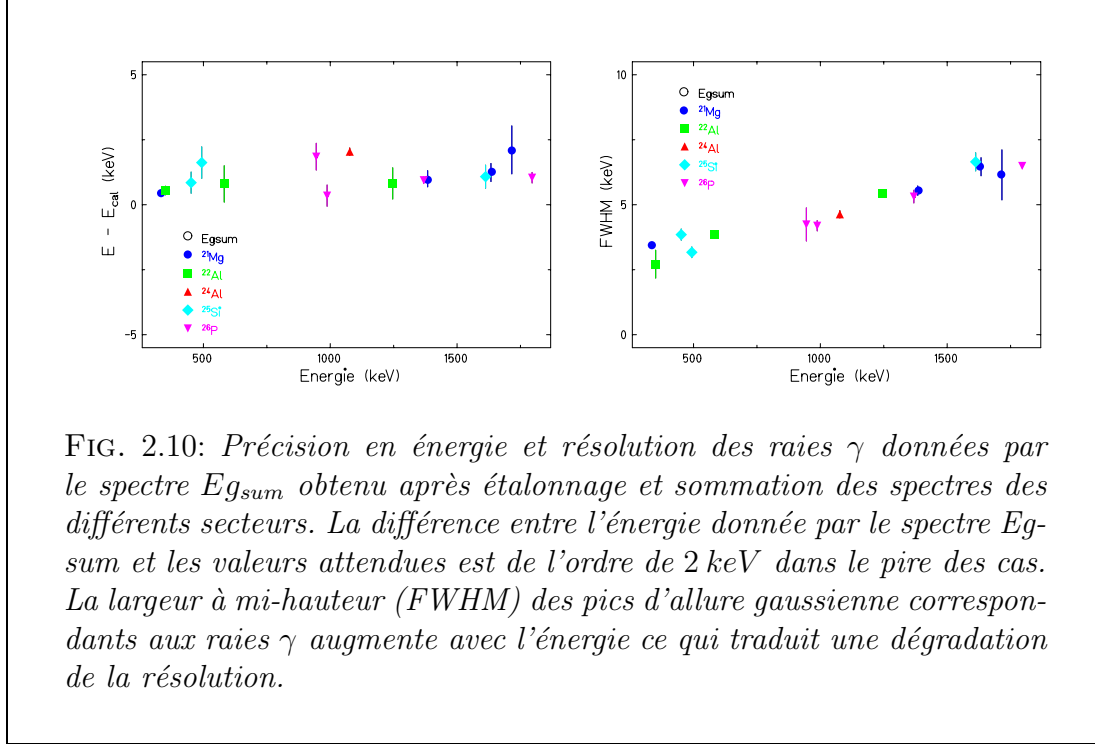 5
0
-5
E - Ecal (keV)
Egsum
²¹Mg
²²Al
²⁴Al
²⁵Si
²⁶P
500 1000 1500
Energie (keV)
10
5
0
FWHM (keV)
Egsum
²¹Mg
²²Al
²⁴Al
²⁵Si
²⁶P
500 1000 1500
Energie (keV)
FIG. 2.10: Précision en énergie et résolution des raies γ données par
le spectre Eg_sum obtenu après étalonnage et sommation des spectres des
différents secteurs. La différence entre l'énergie donnée par le spectre Eg-
sum et les valeurs attendues est de l'ordre de 2 keV dans le pire des cas.
La largeur à mi-hauteur (FWHM) des pics d'allure gaussienne correspon-
dants aux raies γ augmente avec l'énergie ce qui traduit une dégradation
de la résolution.